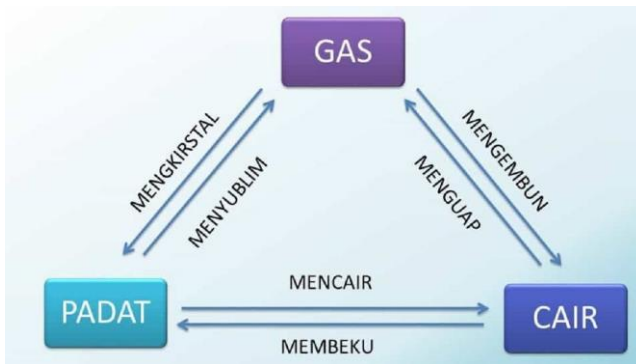 GAS
MENGKIRSTAL
MENYUBLIM
MENGUAP
MENGEMBUN
PADAT
MENCAIR
MEMBEKU
CAIR